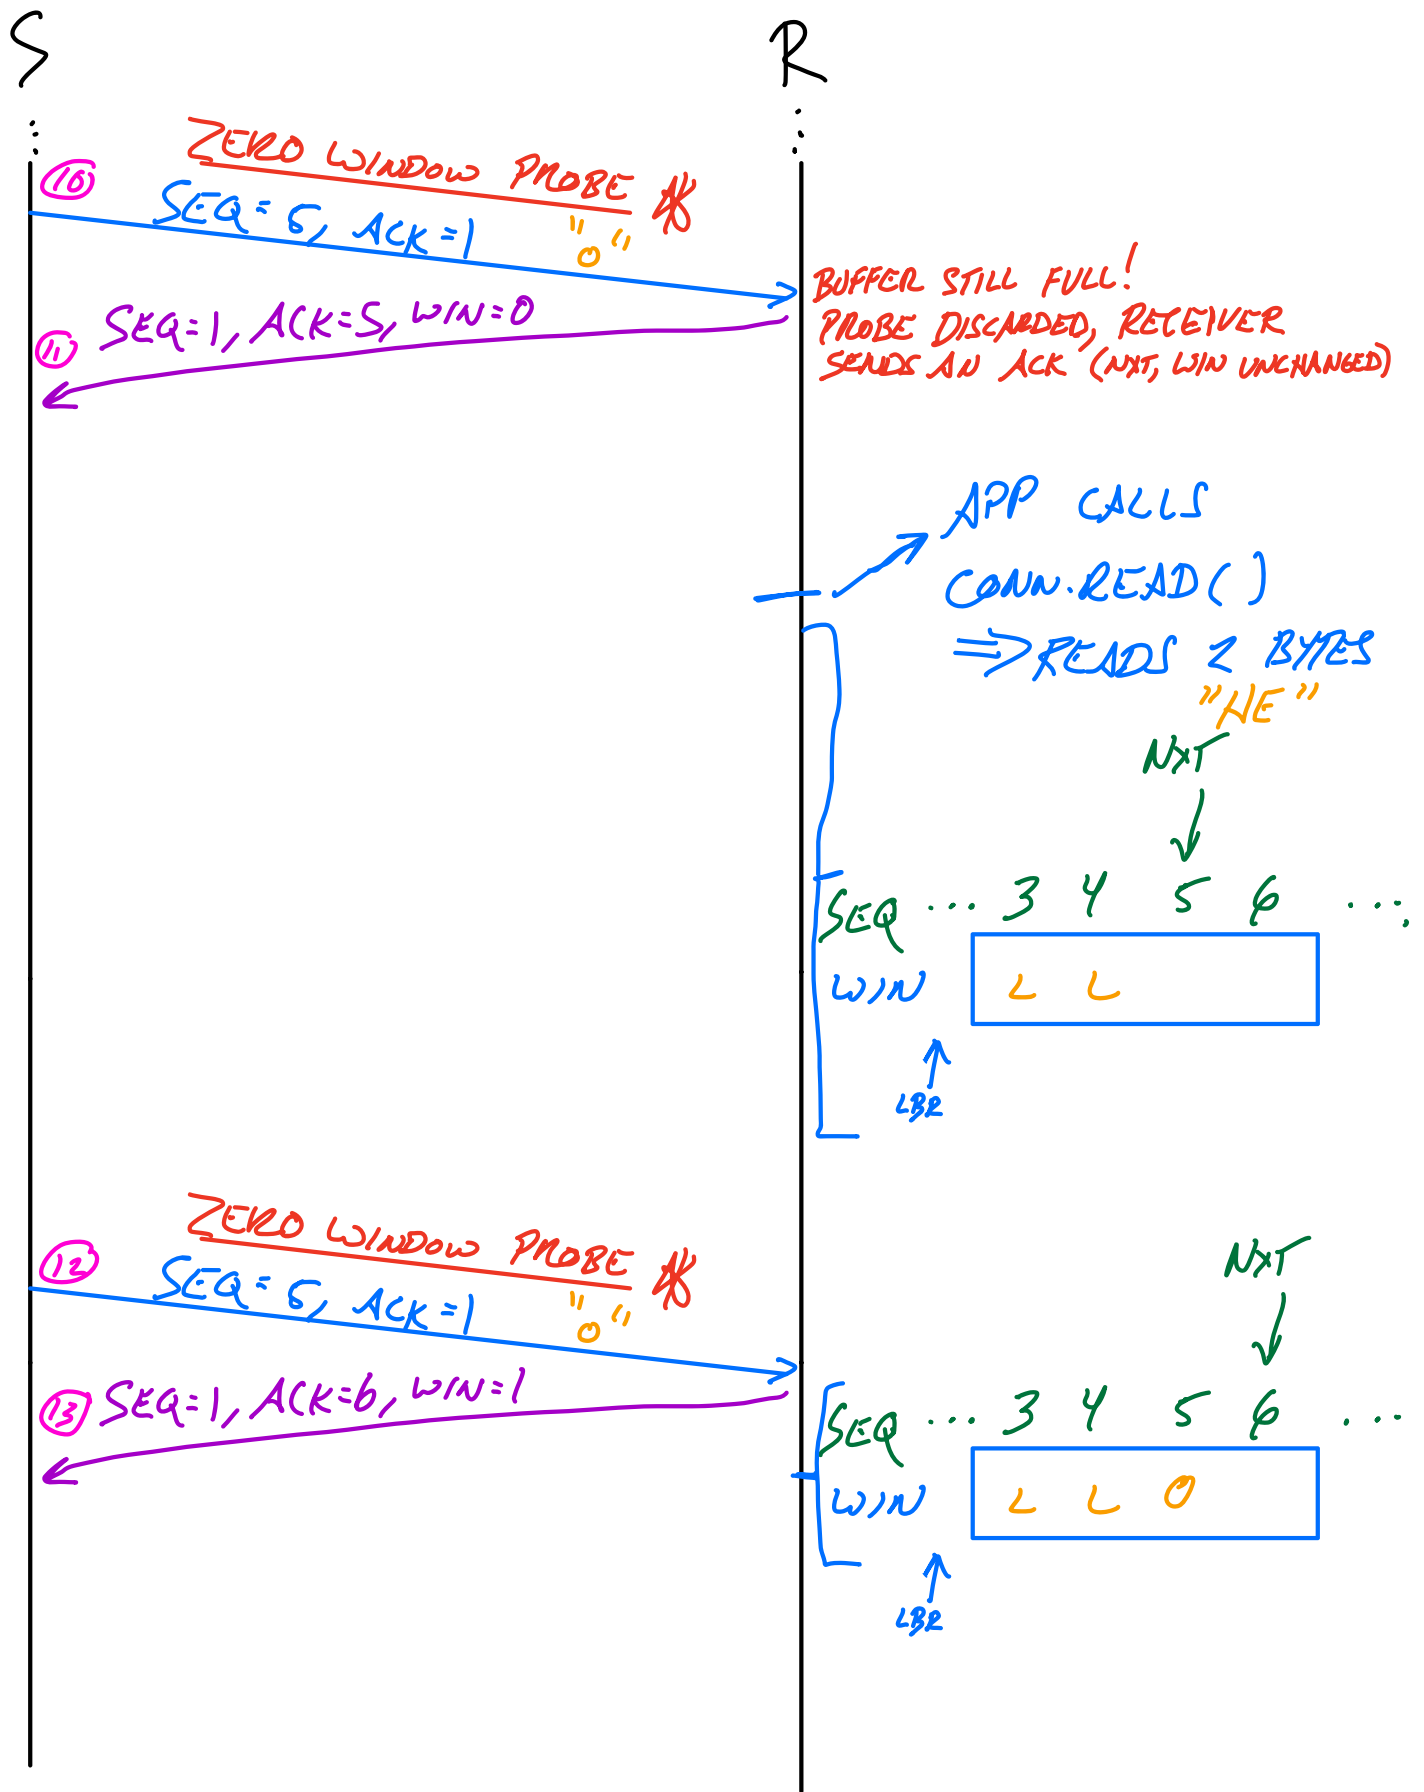 S R
ZERO WINDOW PROBE
10 SEQ = 5, ACK = 1 "O"
BUFFER STILL FULL!
PROBE DISCARDED, RECEIVER
SENDS AN ACK (NXT, WIN UNCHANGED)
11 SEQ=1, ACK=5, WIN=0
APP CALLS
CONN.READ()
⇒ READS 2 BYTES
"HE"
NXT
SEQ ... 3 4 5 6 ...
WIN L L
LBR
ZERO WINDOW PROBE
12 SEQ = 5, ACK = 1 "O"
13 SEQ=1, ACK=6, WIN=1
NXT
SEQ ... 3 4 5 6 ...
WIN L L O
LBR